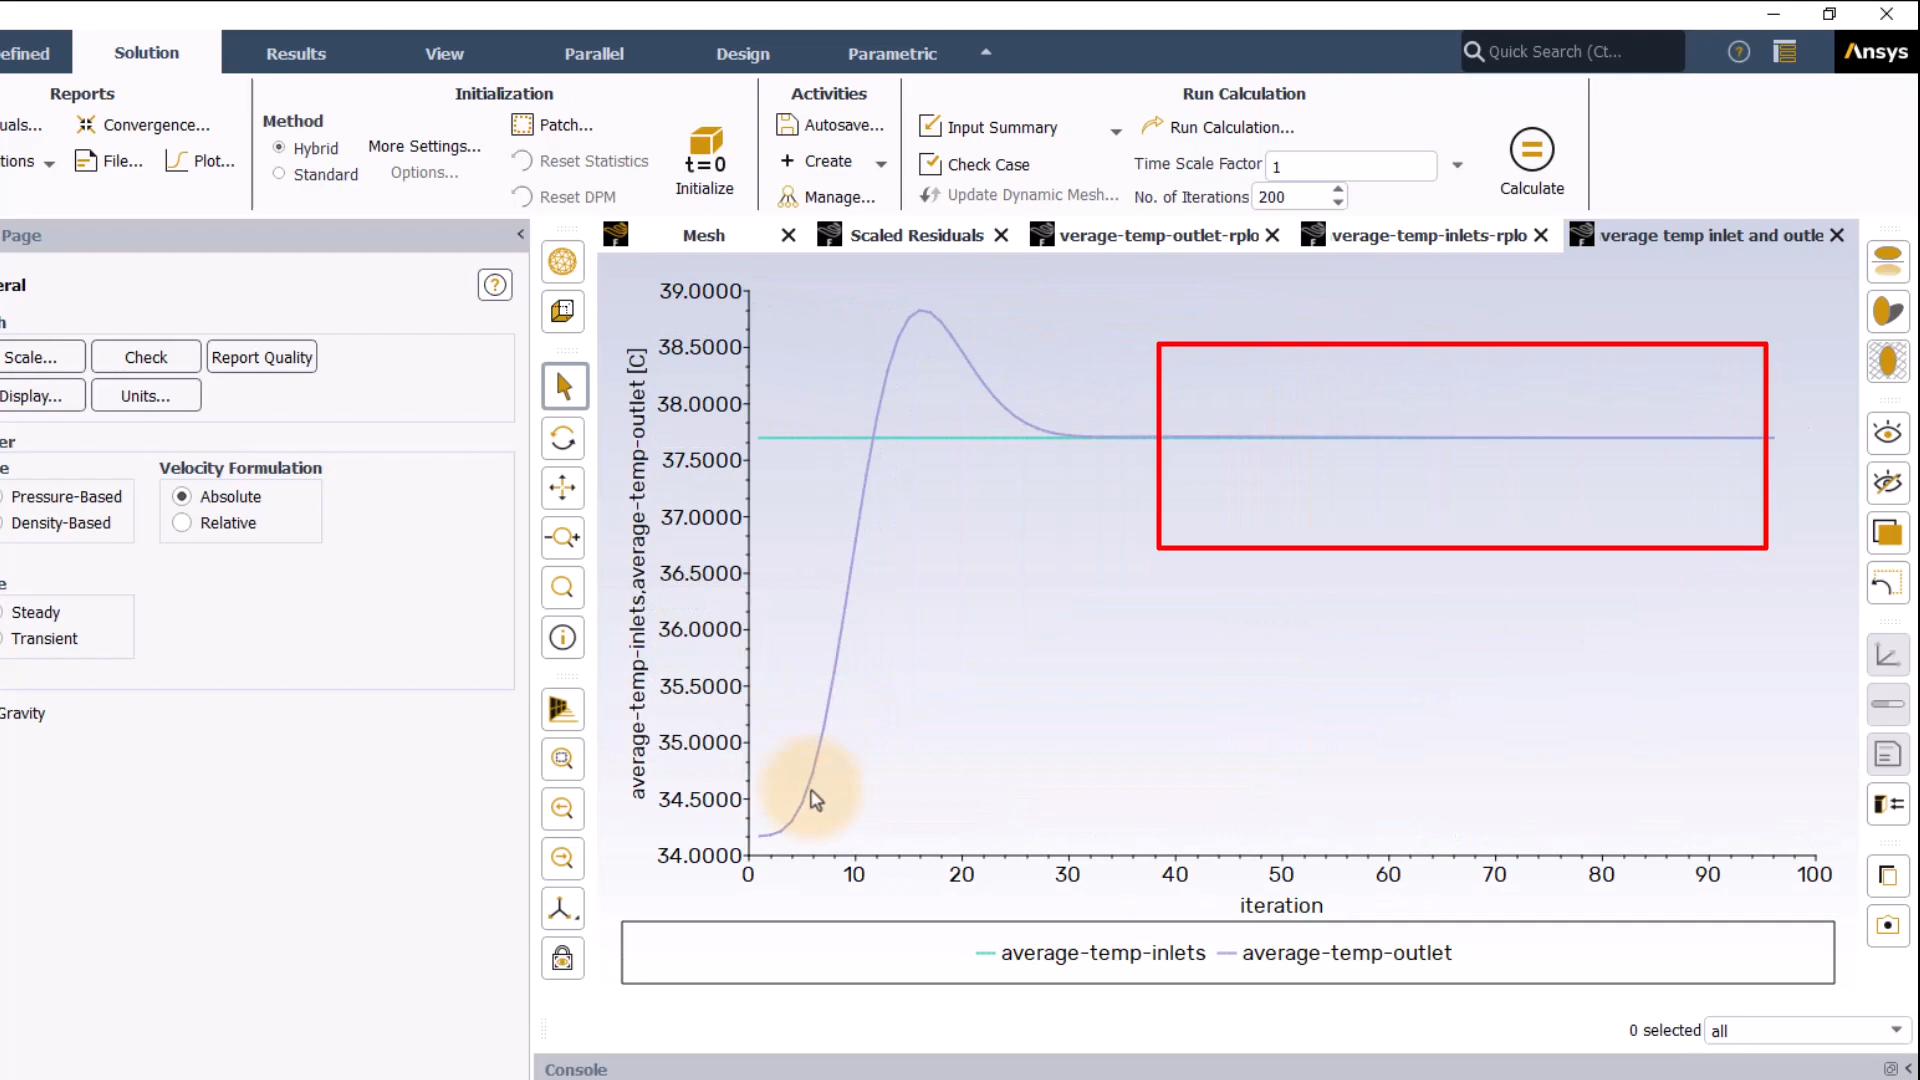 efined Solution Results View Parallel Design Parametric Quick Search (Ct... Ansys
Reports Initialization Activities Run Calculation
uals... Convergence...
tions File... Plot...
Method
Hybrid
Standard
More Settings...
Options...
Patch...
Reset Statistics
Reset DPM
t=0
Initialize
Autosave...
Create
Manage...
Input Summary
Check Case
Update Dynamic Mesh...
Run Calculation...
Time Scale Factor 1
No. of Iterations 200
Calculate
Page
Mesh Scaled Residuals verage-temp-outlet-rplo verage-temp-inlets-rplo verage temp inlet and outle
eral
h
Scale... Check Report Quality
Display... Units...
er
e
Pressure-Based
Density-Based
Velocity Formulation
Absolute
Relative
e
Steady
Transient
Gravity
average-temp-inlets,average-temp-outlet [C]
39.0000
38.5000
38.0000
37.5000
37.0000
36.5000
36.0000
35.5000
35.0000
34.5000
34.0000
0 10 20 30 40 50 60 70 80 90 100
iteration
average-temp-inlets average-temp-outlet
0 selected all
Console